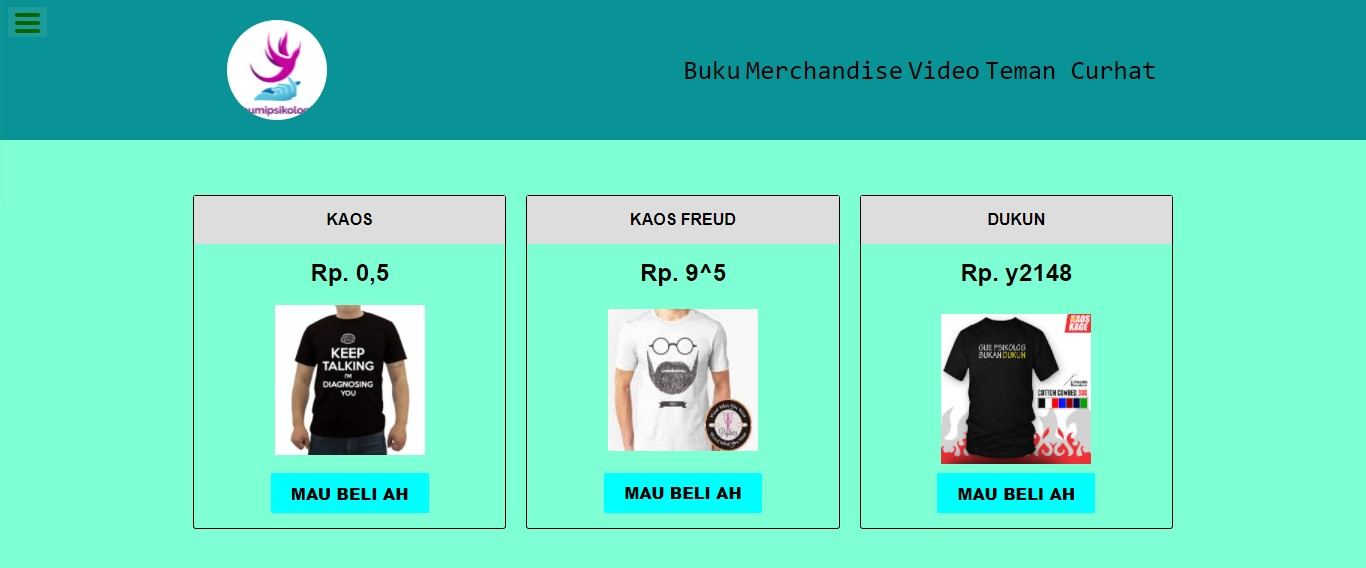 umipsikolog
Buku Merchandise Video Teman Curhat
KAOS
Rp. 0,5
KEEP
TALKING
I'M
DIAGNOSING
YOU
MAU BELI AH
KAOS FREUD
Rp. 9^5
MAU BELI AH
DUKUN
Rp. y2148
KAOS
KAGE
GUE PSIKOLOG
BUKAN DUKUN
COTTON COMBED 30S
MAU BELI AH